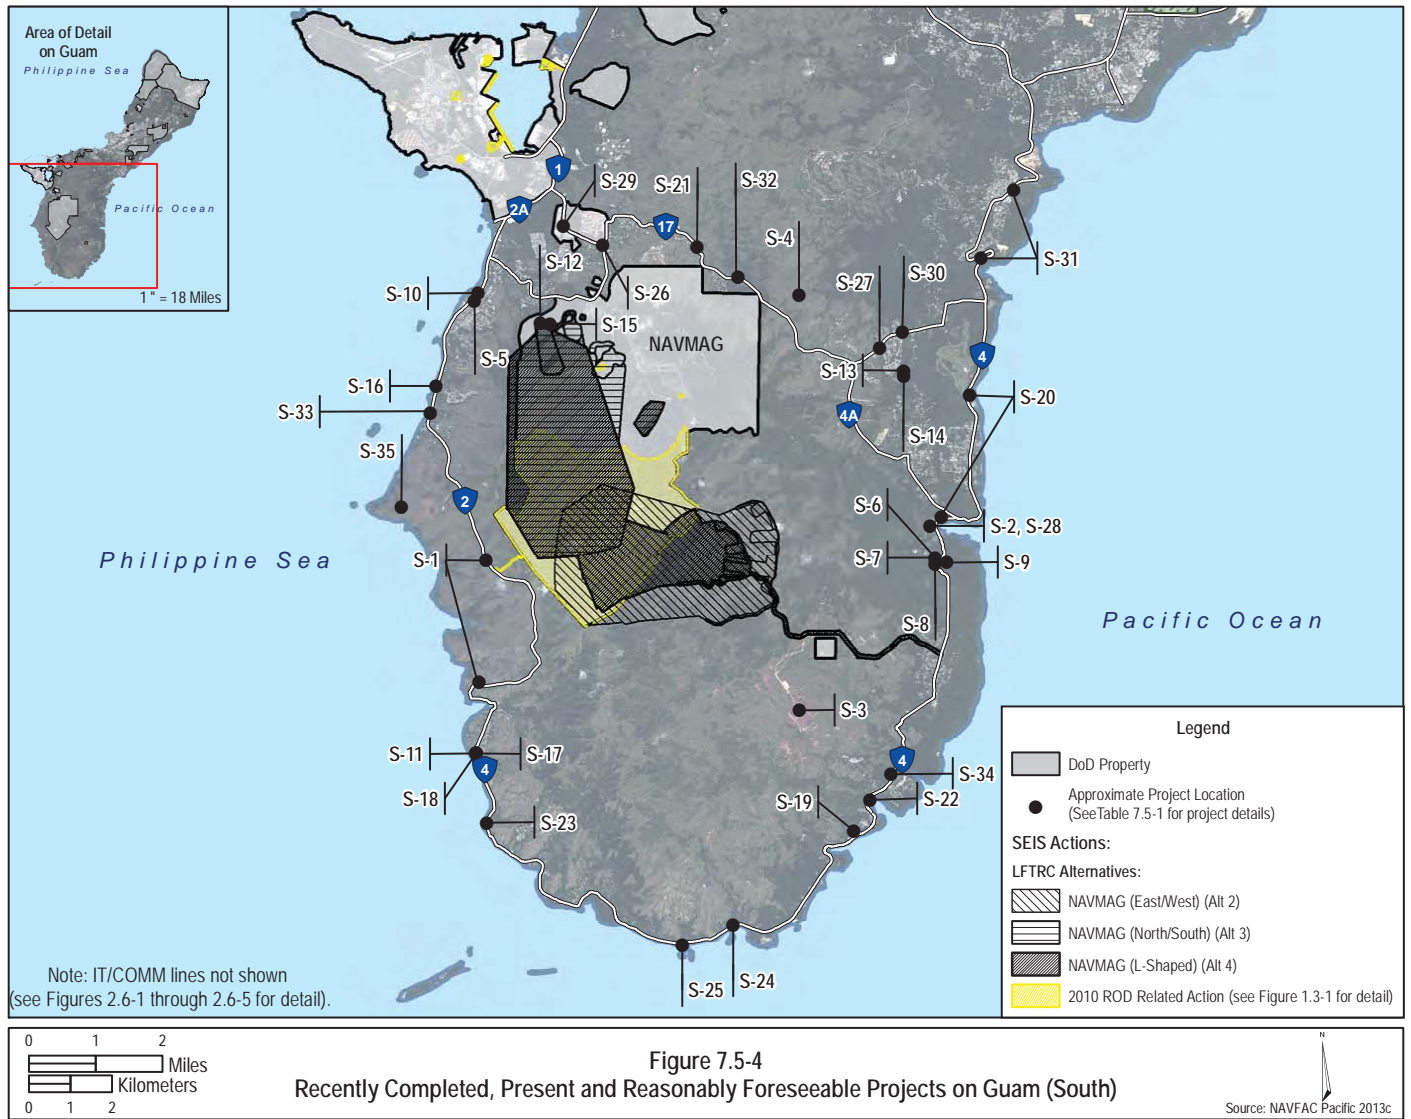 Area of Detail
on Guam
Philippine Sea
Pacific Ocean
1 " = 18 Miles
1
2A
S-29
S-21
S-32
17
S-4
S-12
S-31
S-27
S-30
S-10
S-26
S-15
NAVMAG
S-5
4
S-13
S-16
S-20
S-33
4A
S-14
S-35
2
S-6
S-2, S-28
Philippine Sea
S-1
S-7
S-9
S-8
Pacific Ocean
S-3
S-11
S-17
4
4
S-34
S-18
S-19
S-22
S-23
S-24
S-25
Note: IT/COMM lines not shown
(see Figures 2.6-1 through 2.6-5 for detail).
Legend
DoD Property
Approximate Project Location
(SeeTable 7.5-1 for project details)
SEIS Actions:
LFTRC Alternatives:
NAVMAG (East/West) (Alt 2)
NAVMAG (North/South) (Alt 3)
NAVMAG (L-Shaped) (Alt 4)
2010 ROD Related Action (see Figure 1.3-1 for detail)
0 1 2
Miles
Kilometers
0 1 2
Figure 7.5-4
Recently Completed, Present and Reasonably Foreseeable Projects on Guam (South)
N
Source: NAVFAC Pacific 2013c